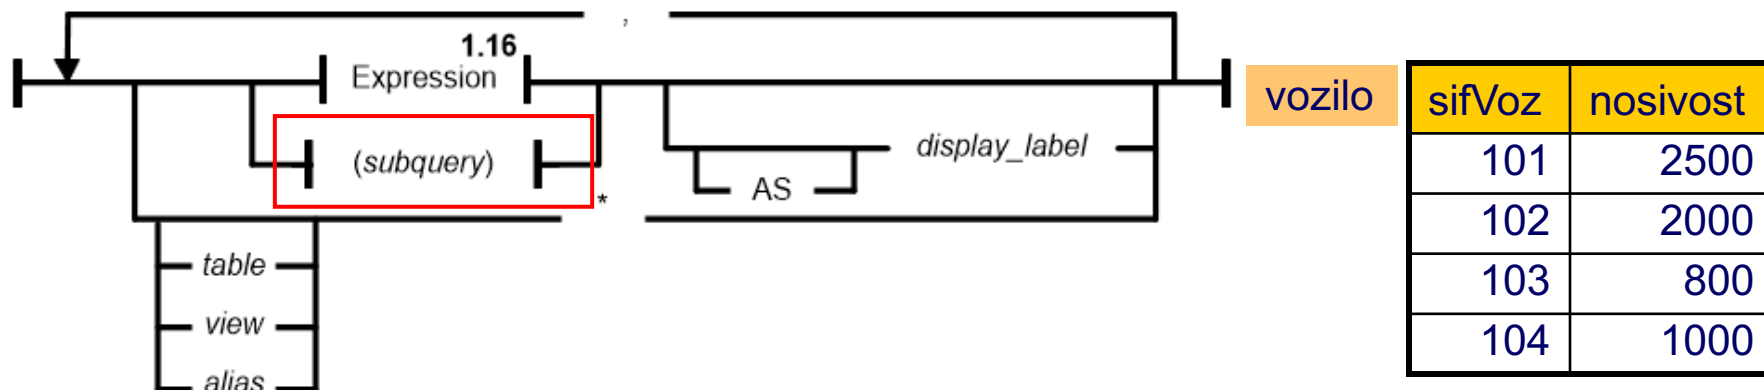 ,
1.16
Expression
(subquery)
*
display_label
AS
table
view
alias
vozilo
sifVoz nosivost
101 2500
102 2000
103 800
104 1000